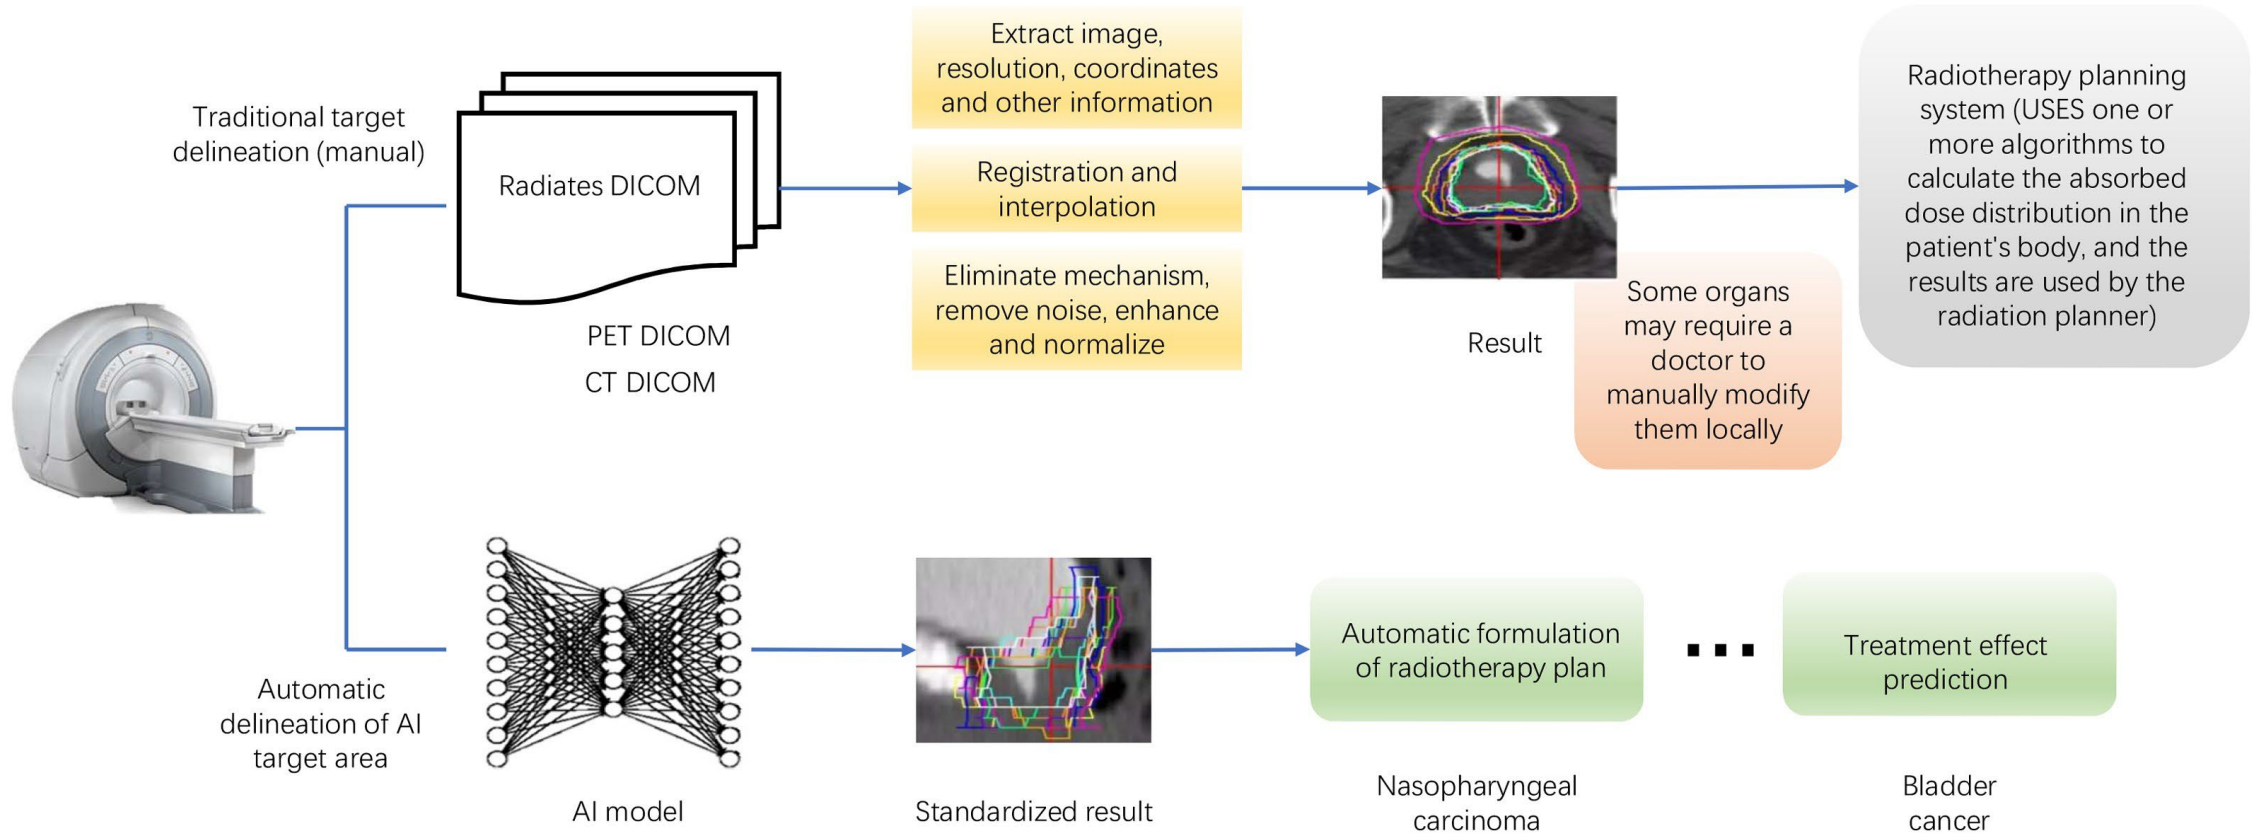 Traditional target
delineation (manual)
Radiates DICOM
PET DICOM
CT DICOM
Extract image,
resolution, coordinates
and other information
Registration and
interpolation
Eliminate mechanism,
remove noise, enhance
and normalize
Result
Some organs
may require a
doctor to
manually modify
them locally
Radiotherapy planning
system (USES one or
more algorithms to
calculate the absorbed
dose distribution in the
patient's body, and the
results are used by the
radiation planner)
Automatic
delineation of AI
target area
AI model
Standardized result
Automatic formulation
of radiotherapy plan
Nasopharyngeal
carcinoma
Treatment effect
prediction
Bladder
cancer